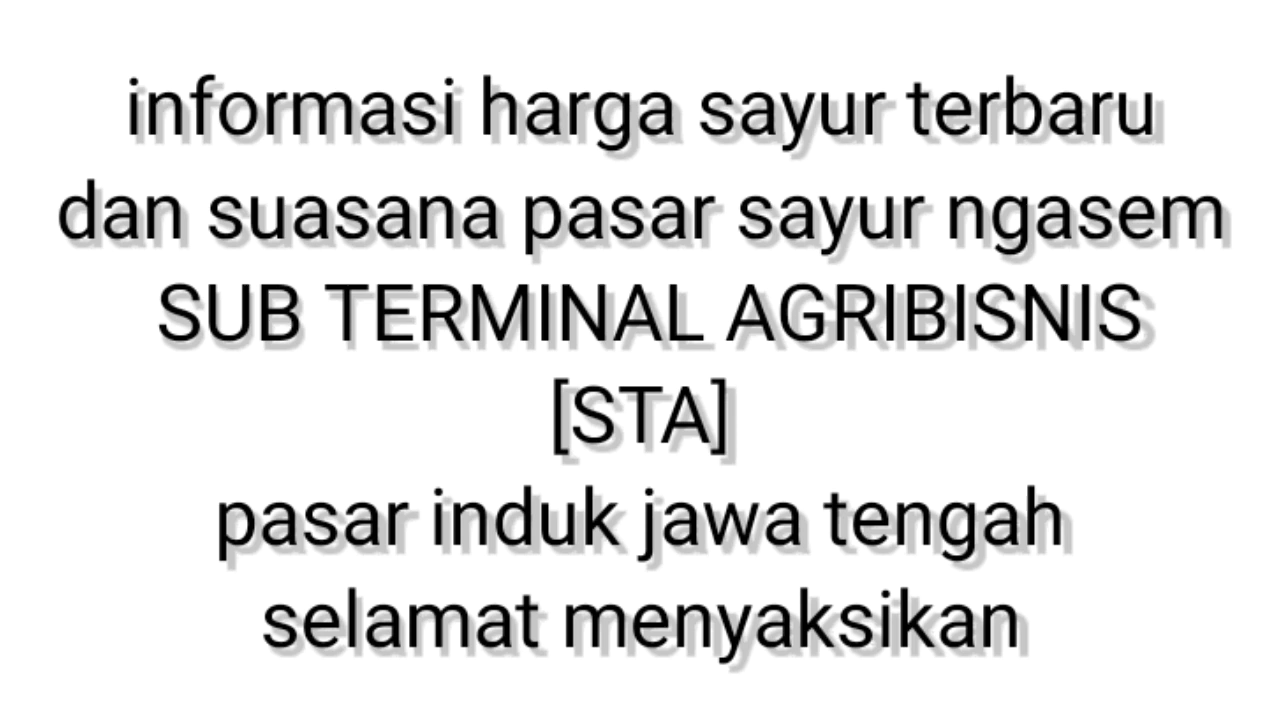 informasi harga sayur terbaru
dan suasana pasar sayur ngasem
SUB TERMINAL AGRIBISNIS
[STA]
pasar induk jawa tengah
selamat menyaksikan